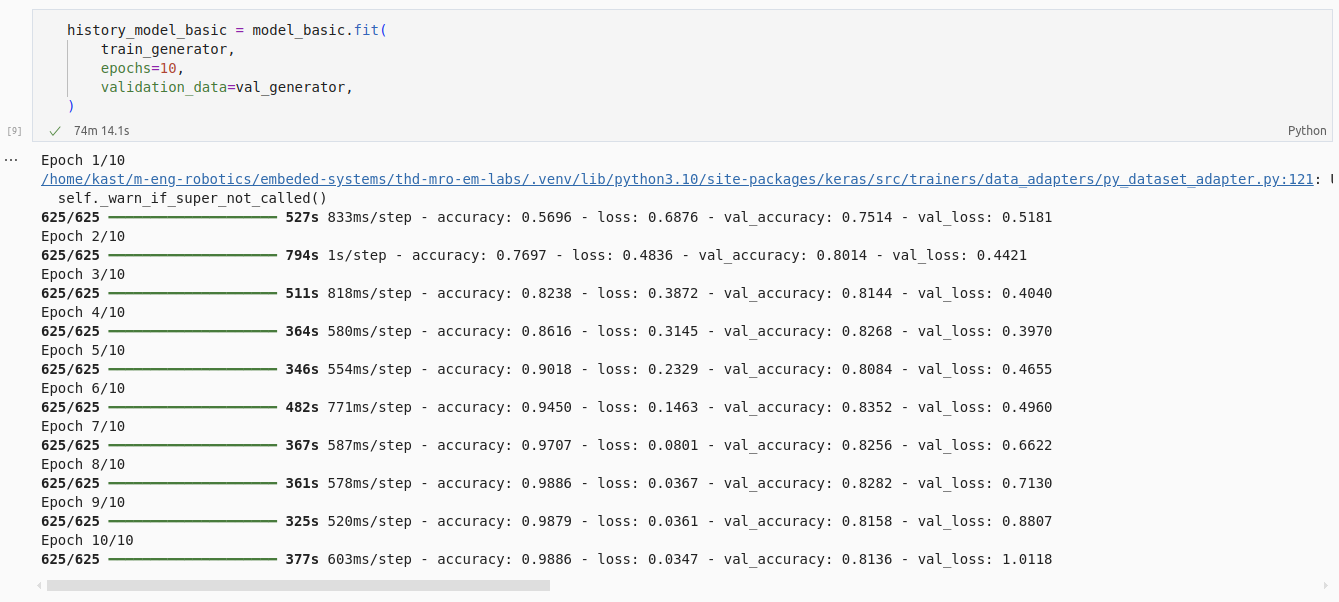 history_model_basic = model_basic.fit(
    train_generator,
    epochs=10,
    validation_data=val_generator,
)
[9]
74m 14.1s
Python
...
Epoch 1/10
/home/kast/m-eng-robotics/embeded-systems/thd-mro-em-labs/.venv/lib/python3.10/site-packages/keras/src/trainers/data_adapters/py_dataset_adapter.py:121:
  self._warn_if_super_not_called()
625/625 527s 833ms/step - accuracy: 0.5696 - loss: 0.6876 - val_accuracy: 0.7514 - val_loss: 0.5181
Epoch 2/10
625/625 794s 1s/step - accuracy: 0.7697 - loss: 0.4836 - val_accuracy: 0.8014 - val_loss: 0.4421
Epoch 3/10
625/625 511s 818ms/step - accuracy: 0.8238 - loss: 0.3872 - val_accuracy: 0.8144 - val_loss: 0.4040
Epoch 4/10
625/625 364s 580ms/step - accuracy: 0.8616 - loss: 0.3145 - val_accuracy: 0.8268 - val_loss: 0.3970
Epoch 5/10
625/625 346s 554ms/step - accuracy: 0.9018 - loss: 0.2329 - val_accuracy: 0.8084 - val_loss: 0.4655
Epoch 6/10
625/625 482s 771ms/step - accuracy: 0.9450 - loss: 0.1463 - val_accuracy: 0.8352 - val_loss: 0.4960
Epoch 7/10
625/625 367s 587ms/step - accuracy: 0.9707 - loss: 0.0801 - val_accuracy: 0.8256 - val_loss: 0.6622
Epoch 8/10
625/625 361s 578ms/step - accuracy: 0.9886 - loss: 0.0367 - val_accuracy: 0.8282 - val_loss: 0.7130
Epoch 9/10
625/625 325s 520ms/step - accuracy: 0.9879 - loss: 0.0361 - val_accuracy: 0.8158 - val_loss: 0.8807
Epoch 10/10
625/625 377s 603ms/step - accuracy: 0.9886 - loss: 0.0347 - val_accuracy: 0.8136 - val_loss: 1.0118